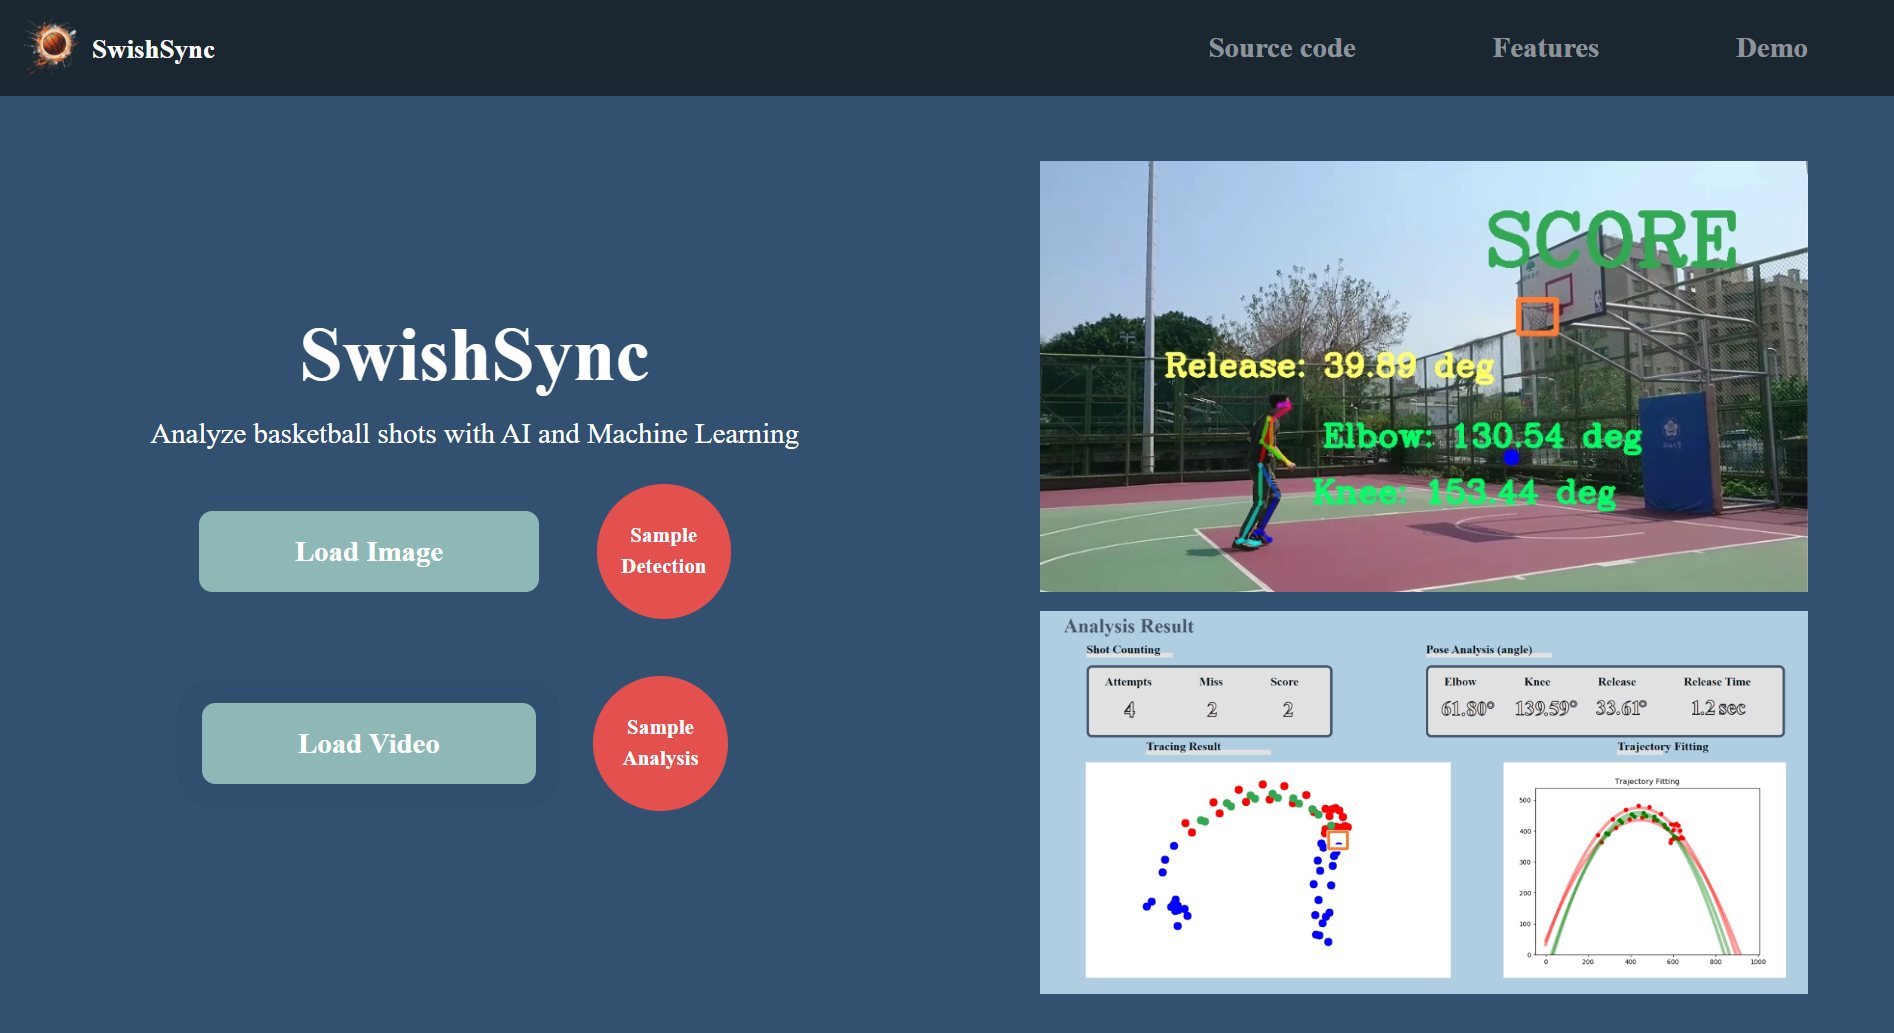 SwishSync
Source code
Features
Demo
SwishSync
Analyze basketball shots with AI and Machine Learning
Load Image
Sample
Detection
Load Video
Sample
Analysis
SCORE
Release: 39.89 deg
Elbow: 130.54 deg
Knee: 153.44 deg
Analysis Result
Shot Counting
Attempts Miss Score
4 2 2
Pose Analysis (angle)
Elbow Knee Release Release Time
61.80° 139.59° 33.61° 1.2 sec
Tracing Result
Trajectory Fitting
Trajectory Fitting
500
400
300
200
100
0
0 200 400 600 800 1000